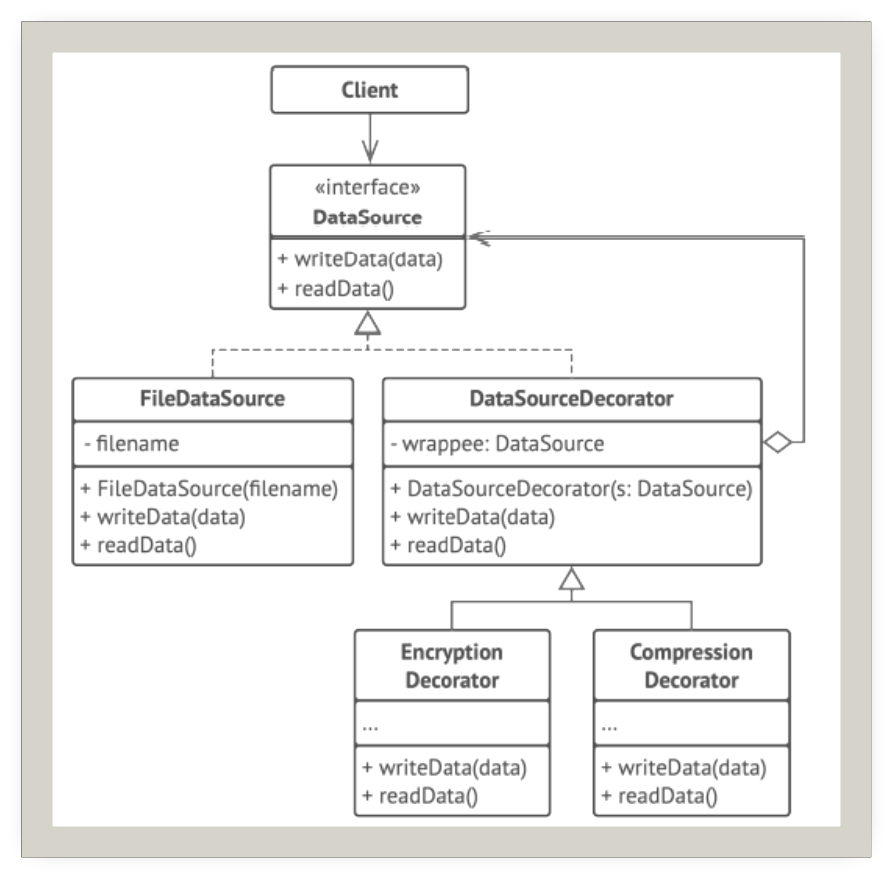 Client
«interface»
DataSource
+ writeData(data)
+ readData()
FileDataSource
- filename
+ FileDataSource(filename)
+ writeData(data)
+ readData()
DataSourceDecorator
- wrappee: DataSource
+ DataSourceDecorator(s: DataSource)
+ writeData(data)
+ readData()
Encryption
Decorator
...
+ writeData(data)
+ readData()
Compression
Decorator
...
+ writeData(data)
+ readData()